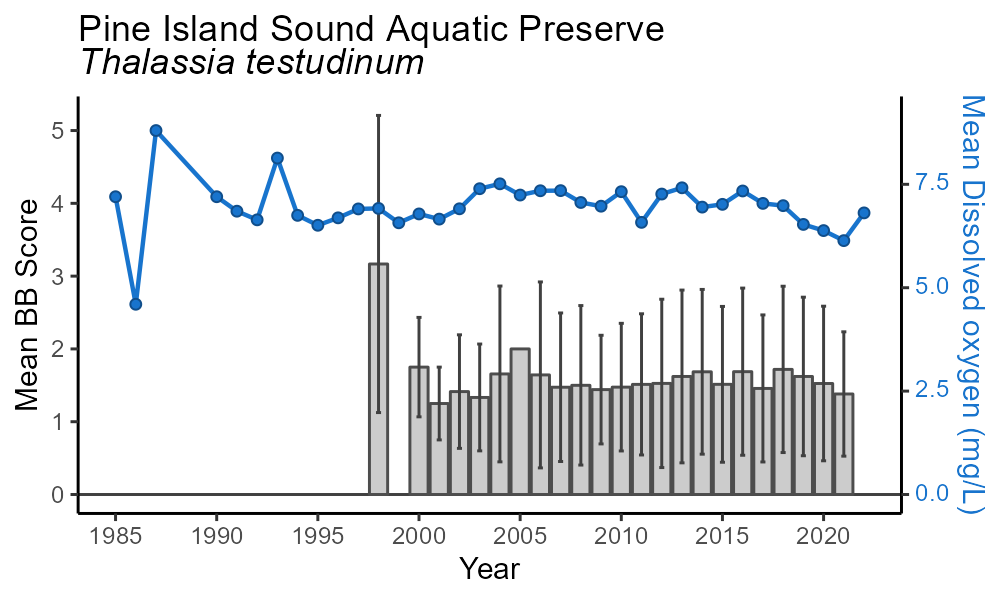 Pine Island Sound Aquatic Preserve
Thalassia testudinum
Mean BB Score
5
4
3
2
1
0
7.5
5.0
2.5
0.0
Mean Dissolved oxygen (mg/L)
1985 1990 1995 2000 2005 2010 2015 2020
Year